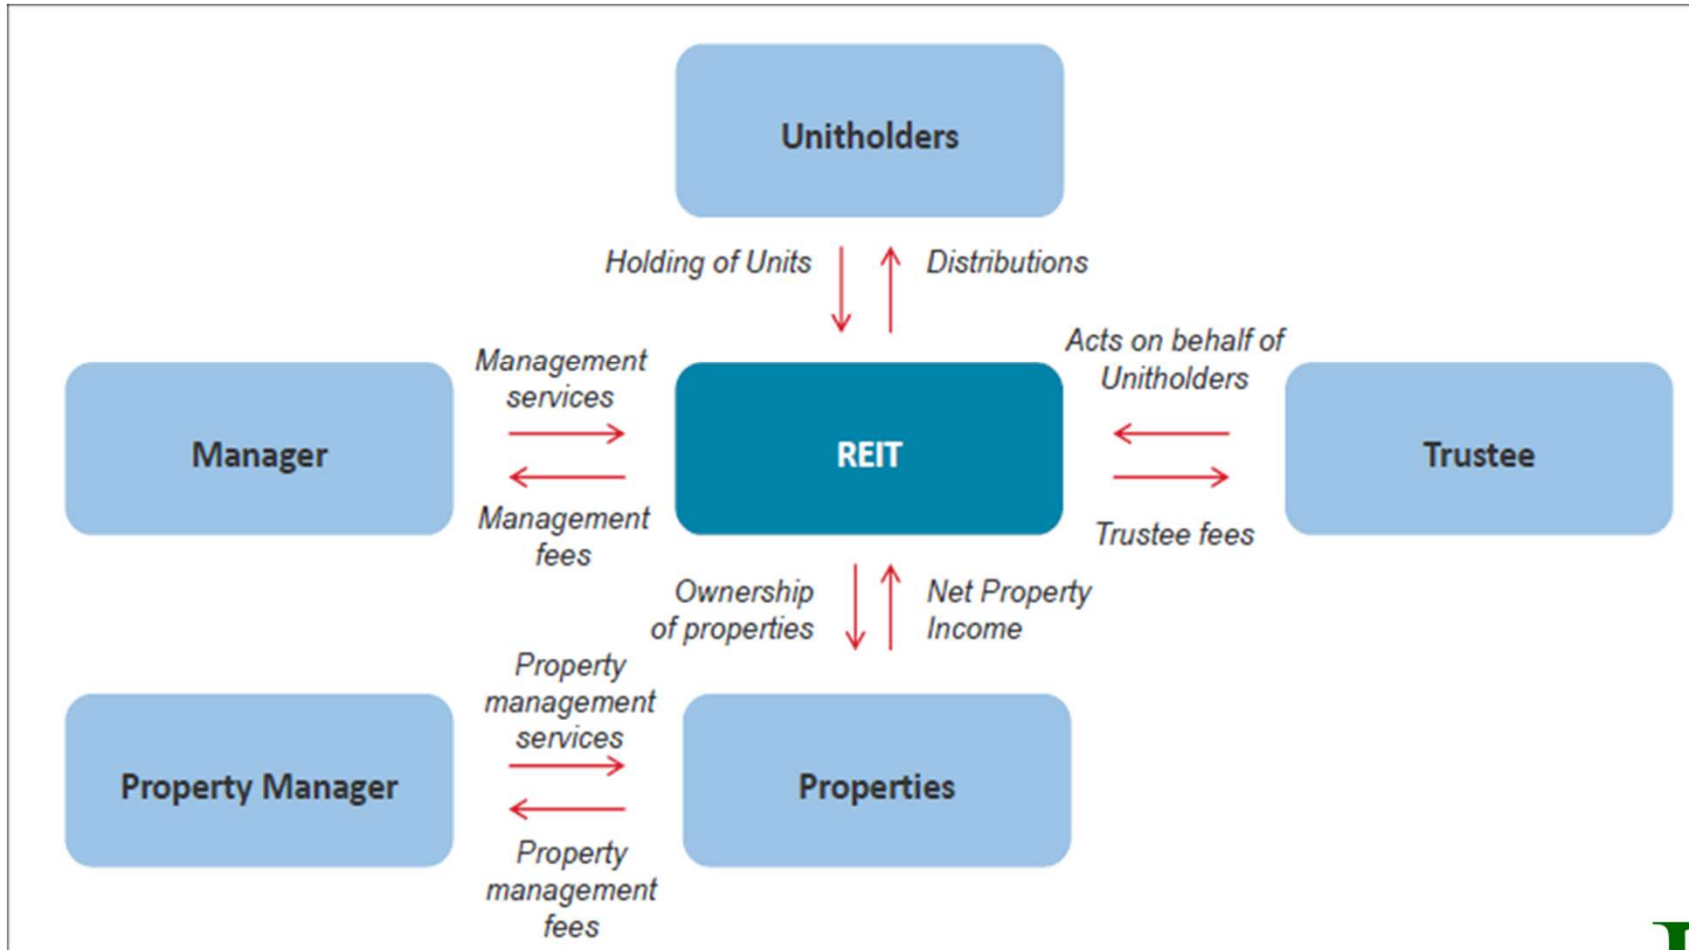 Unitholders
Holding of Units
Distributions
Acts on behalf of
Unitholders
Management
services
Manager
REIT
Trustee
Management
fees
Trustee fees
Ownership
of properties
Net Property
Income
Property
management
services
Property Manager
Properties
Property
management
fees